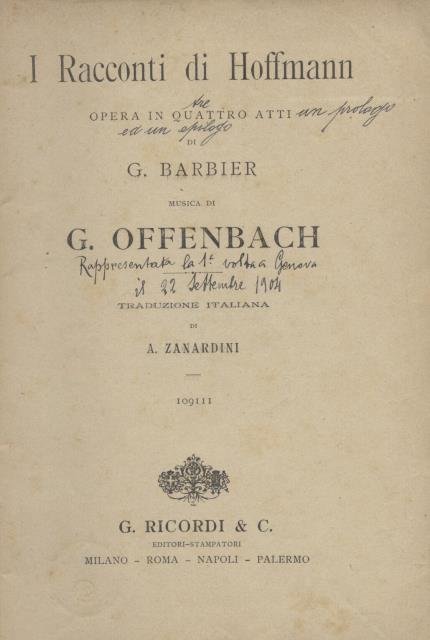 I Racconti di Hoffmann
tre
OPERA IN QUATTRO ATTI un prologo
ed un epilogo
DI
G. BARBIER
MUSICA DI
G. OFFENBACH
Rappresentata la 1ª volta a Genova
il 22 Settembre 1904
TRADUZIONE ITALIANA
DI
A. ZANARDINI
109111
G. RICORDI & C.
EDITORI-STAMPATORI
MILANO - ROMA - NAPOLI - PALERMO